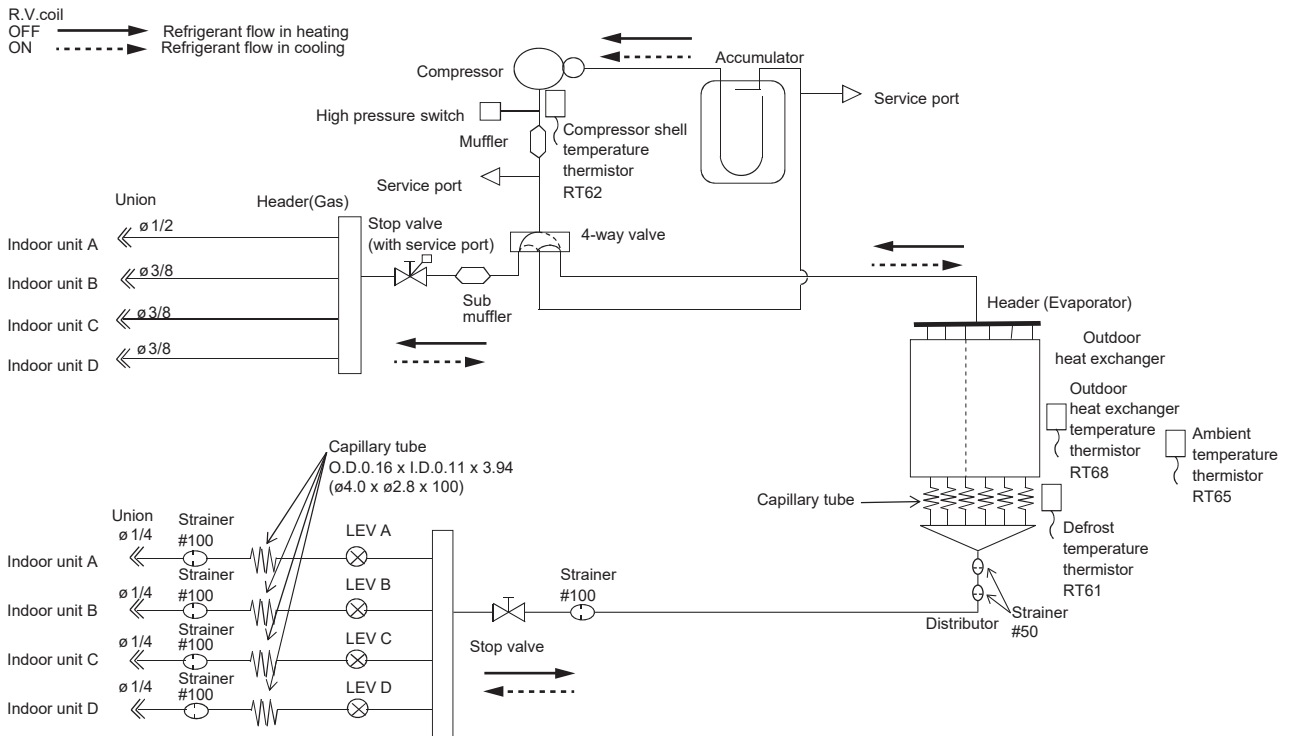 R.V.coil
OFF Refrigerant flow in heating
ON Refrigerant flow in cooling
Compressor
Accumulator
Service port
High pressure switch
Muffler
Compressor shell
temperature
thermistor
RT62
Service port
4-way valve
Union
Header(Gas)
Stop valve
(with service port)
Sub
muffler
Indoor unit A
ø 1/2
Indoor unit B
ø 3/8
Indoor unit C
ø 3/8
Indoor unit D
ø 3/8
Header (Evaporator)
Outdoor
heat exchanger
Outdoor
heat exchanger
temperature
thermistor
RT68
Ambient
temperature
thermistor
RT65
Capillary tube
Defrost
temperature
thermistor
RT61
Distributor
Strainer
#50
Capillary tube
O.D.0.16 x I.D.0.11 x 3.94
(ø4.0 x ø2.8 x 100)
Union
Indoor unit A
ø 1/4
Strainer
#100
LEV A
Indoor unit B
ø 1/4
Strainer
#100
LEV B
Indoor unit C
ø 1/4
Strainer
#100
LEV C
Indoor unit D
ø 1/4
Strainer
#100
LEV D
Stop valve
Strainer
#100